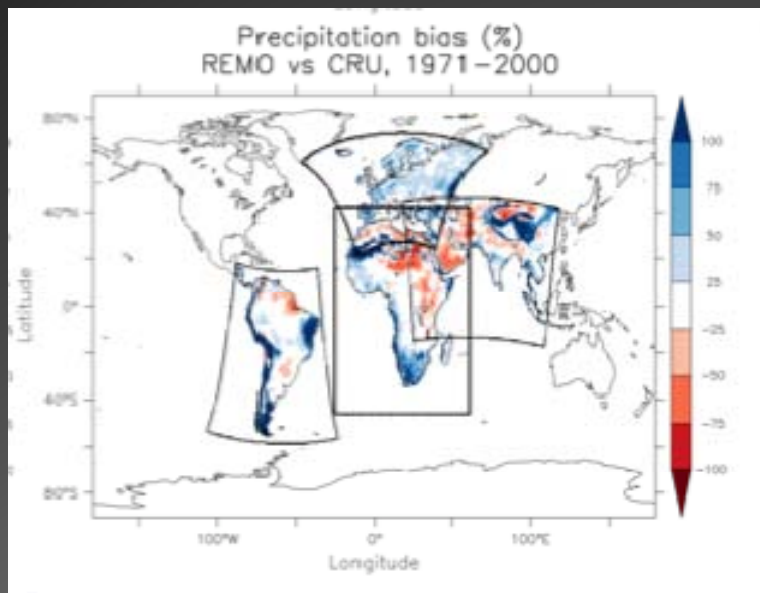 Precipitation bias (%)
REMO vs CRU, 1971-2000
80°N
40°N
0°
40°S
80°S
Latitude
100°W
0°
100°E
Longitude
100
75
50
25
-25
-50
-75
-100